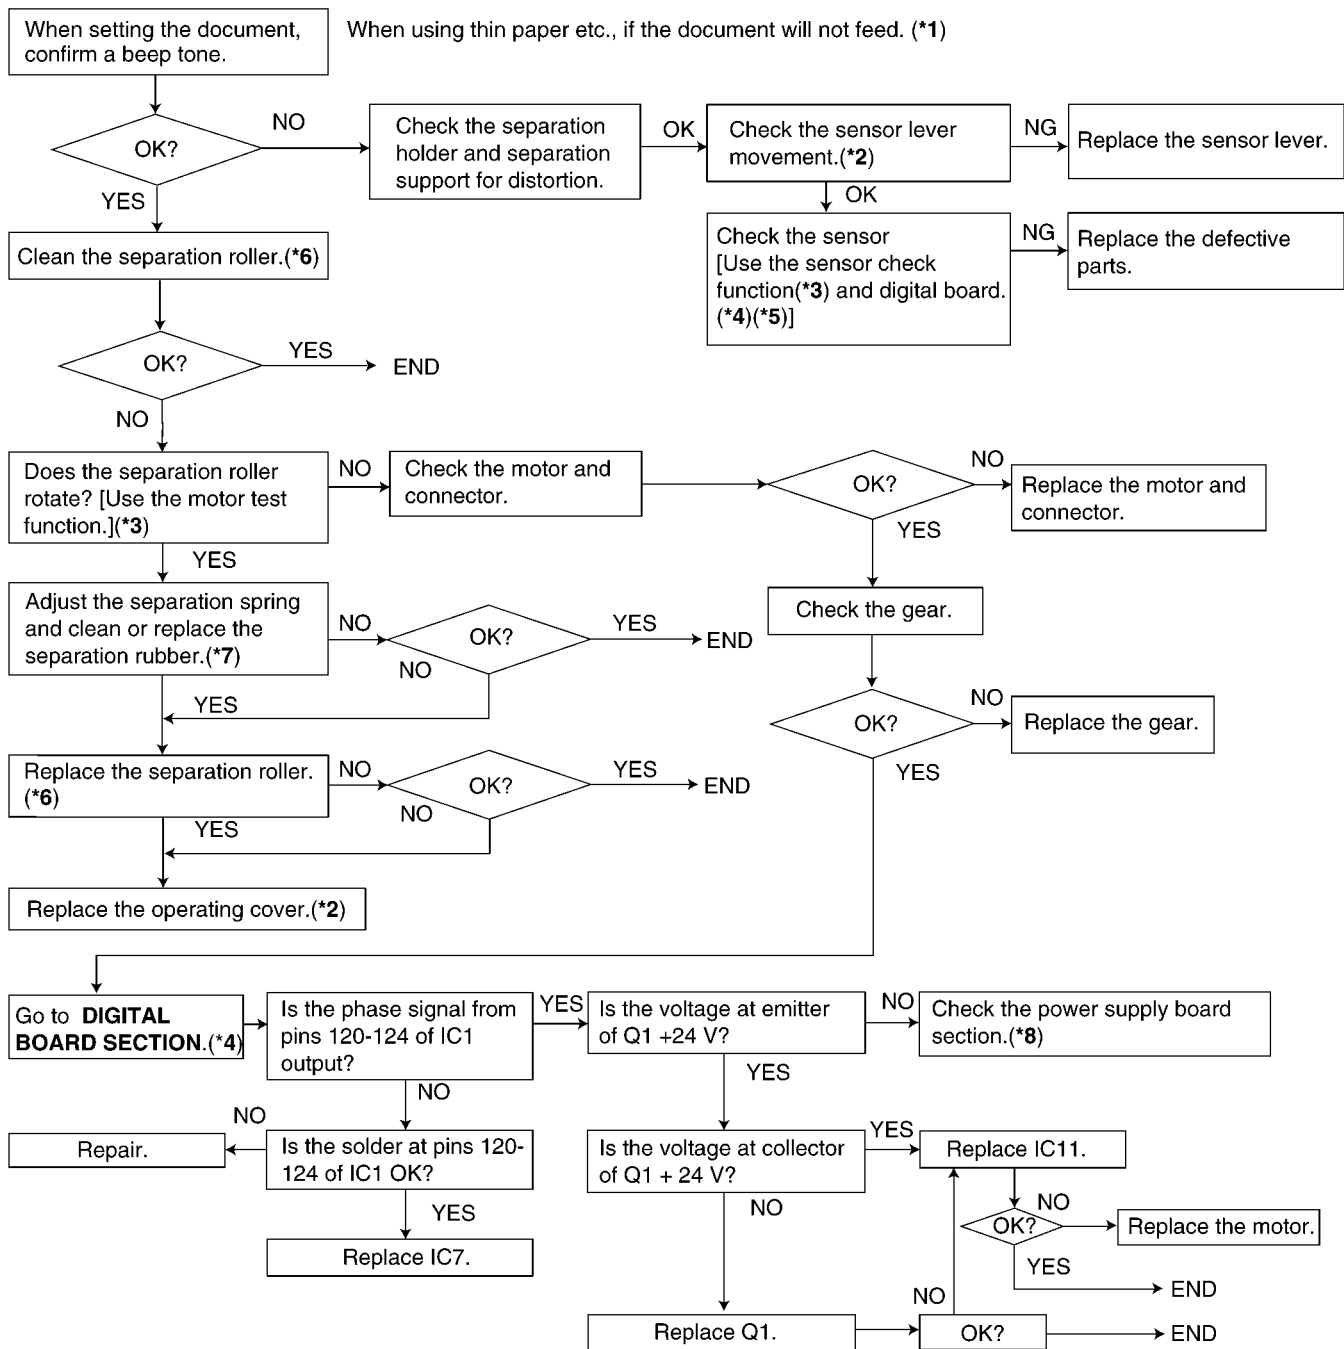 When setting the document,
confirm a beep tone.
When using thin paper etc., if the document will not feed. (*1)
OK?
NO
Check the separation
holder and separation
support for distortion.
OK
Check the sensor lever
movement.(*2)
NG
Replace the sensor lever.
YES
OK
Clean the separation roller.(*6)
Check the sensor
[Use the sensor check
function(*3) and digital board.
(*4)(*5)]
NG
Replace the defective
parts.
OK?
YES
END
NO
Does the separation roller
rotate? [Use the motor test
function.](*3)
NO
Check the motor and
connector.
OK?
NO
Replace the motor and
connector.
YES
YES
Adjust the separation spring
and clean or replace the
separation rubber.(*7)
NO
OK?
YES
END
NO
YES
Check the gear.
OK?
NO
Replace the gear.
YES
Replace the separation roller.
(*6)
NO
OK?
YES
END
NO
YES
Replace the operating cover.(*2)
Go to DIGITAL
BOARD SECTION.(*4)
Is the phase signal from
pins 120-124 of IC1
output?
YES
Is the voltage at emitter
of Q1 +24 V?
NO
Check the power supply board
section.(*8)
NO
YES
Repair.
NO
Is the solder at pins 120-
124 of IC1 OK?
Is the voltage at collector
of Q1 + 24 V?
YES
Replace IC11.
YES
Replace IC7.
NO
OK?
NO
Replace the motor.
YES
END
Replace Q1.
NO
OK?
END